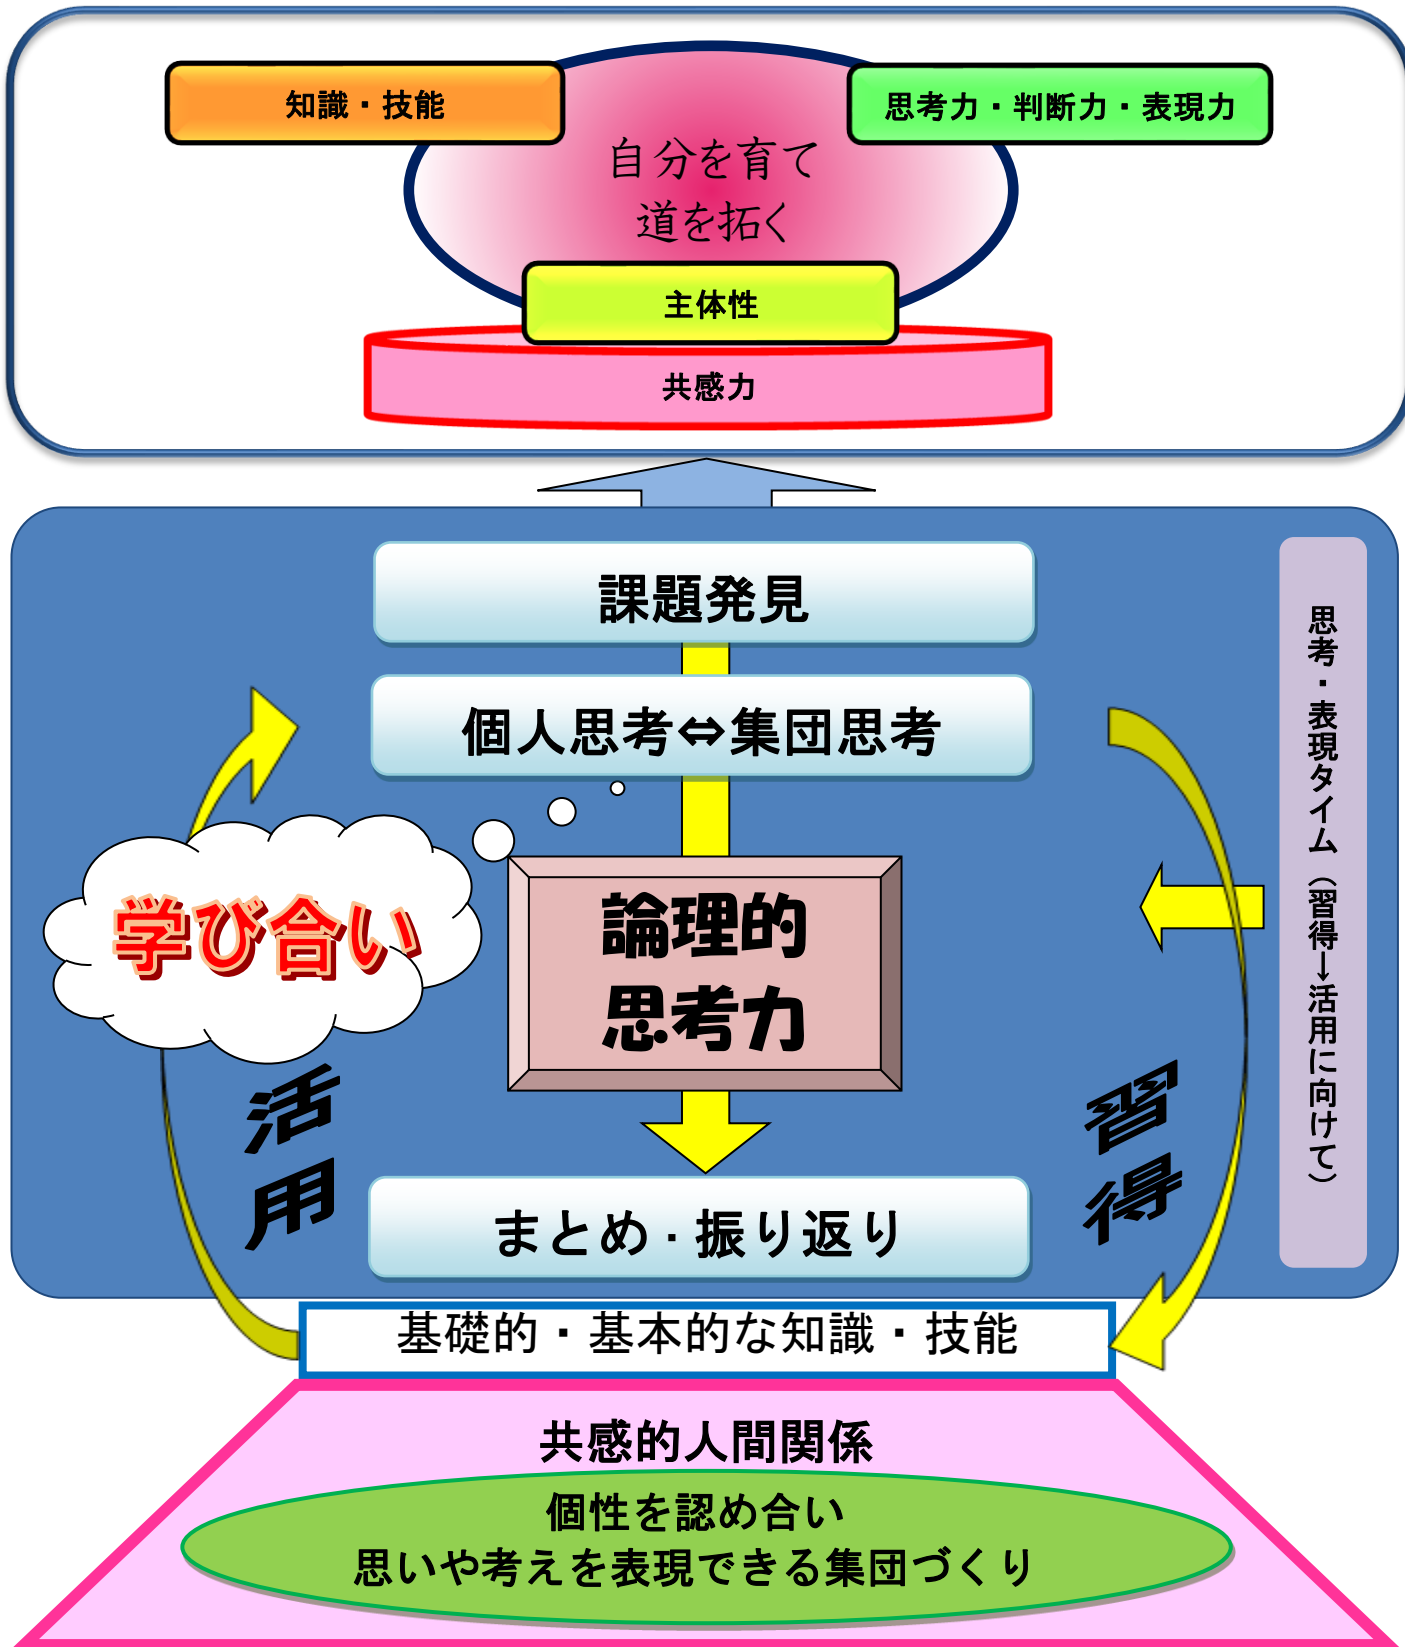 知識・技能
思考力・判断力・表現力
自分を育て
道を拓く
主体性
共感力
課題発見
個人思考⇔集団思考
学び合い
論理的
思考力
活用
習得
思考・表現タイム（習得→活用に向けて）
まとめ・振り返り
基礎的・基本的な知識・技能
共感的人間関係
個性を認め合い
思いや考えを表現できる集団づくり